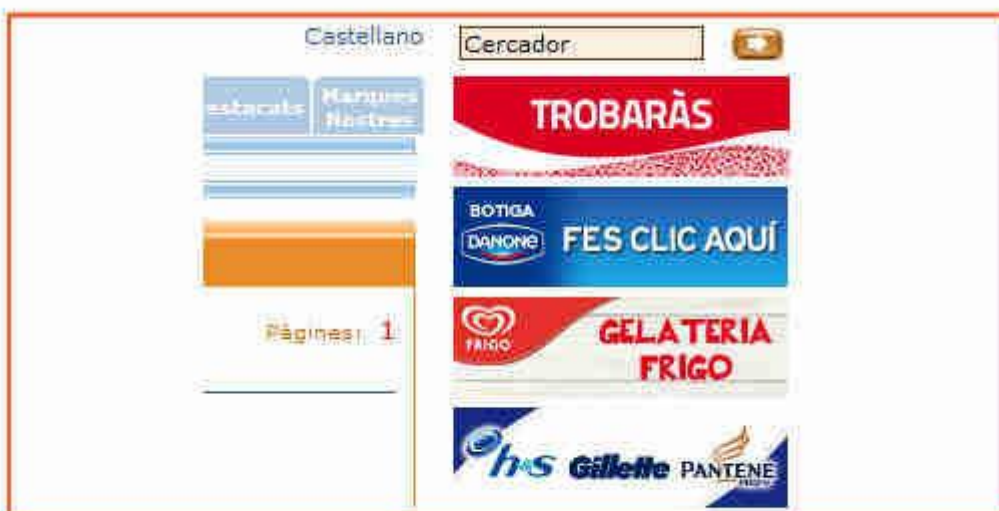 Castellano
Cercador
estacats
Marques
Nostres
TROBARÀS
BOTIGA
DANONE
FES CLIC AQUÍ
Pàgines: 1
FRIGO
GELATERIA
FRIGO
h&s Gillette PANTENE